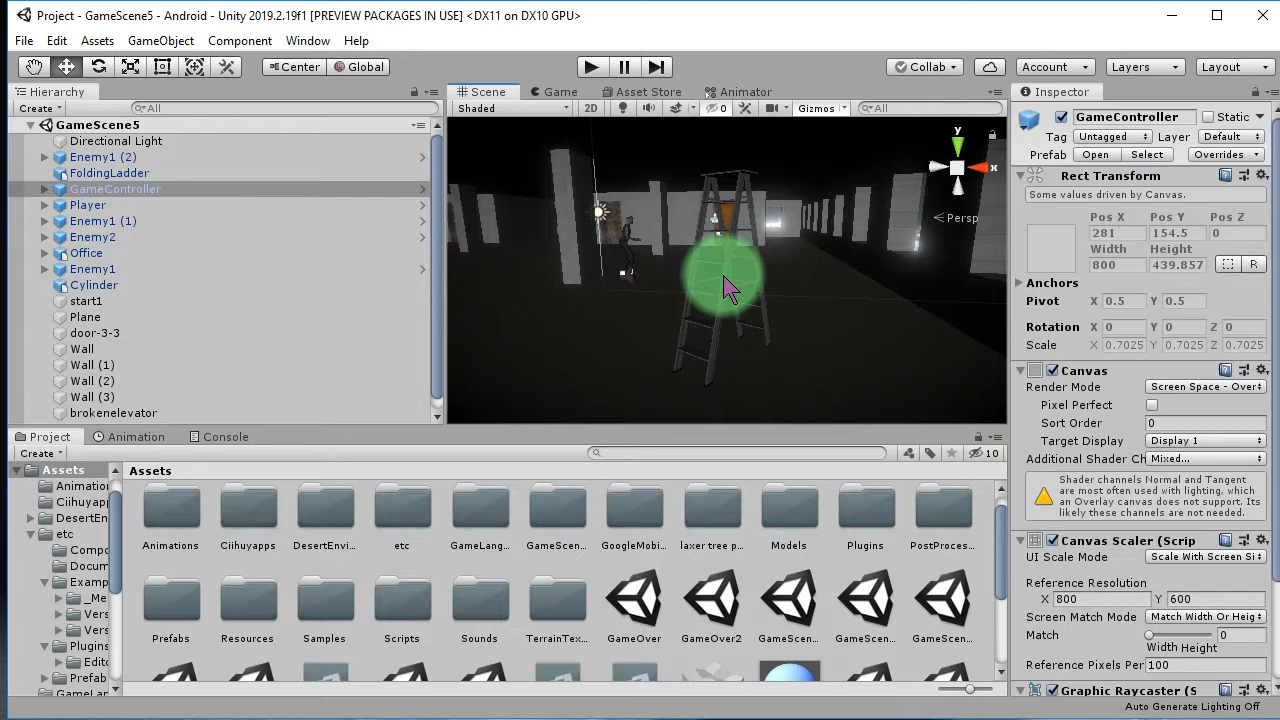 Project - GameScene5 - Android - Unity 2019.2.19f1 [PREVIEW PACKAGES IN USE] <DX11 on DX10 GPU>
File Edit Assets GameObject Component Window Help
Center Global Collab Account Layers Layout
Hierarchy
Create All
GameScene5
Directional Light
Enemy1 (2)
FoldingLadder
GameController
Player
Enemy1 (1)
Enemy2
Office
Enemy1
Cylinder
start1
Plane
door-3-3
Wall
Wall (1)
Wall (2)
Wall (3)
brokenelevator
Scene Game Asset Store Animator
Shaded 2D 0 Gizmos All
y
x
Persp
Inspector
GameController Static
Tag Untagged Layer Default
Prefab Open Select Overrides
Rect Transform
Some values driven by Canvas.
Pos X Pos Y Pos Z
281 154.5 0
Width Height
800 439.857 R
Anchors
Pivot X 0.5 Y 0.5
Rotation X 0 Y 0 Z 0
Scale X 0.7025 Y 0.7025 Z 0.7025
Canvas
Render Mode Screen Space - Over
Pixel Perfect
Sort Order 0
Target Display Display 1
Additional Shader Ch Mixed...
Shader channels Normal and Tangent
are most often used with lighting, which
an Overlay canvas does not support. Its
likely these channels are not needed.
Canvas Scaler (Scrip
UI Scale Mode Scale With Screen Si
Reference Resolution
X 800 Y 600
Screen Match Mode Match Width Or Heig
Match 0
Width Height
Reference Pixels Per 100
Graphic Raycaster (S
Project Animation Console
Create 10
Assets
Animation
Ciihuyapps
DesertEn
etc
Compo
Docum
Examp
_Me
Vers
Vers
Plugins
Edito
Prefab
GameLan
Assets
Animations Ciihuyapps DesertEnvi... etc GameLang... GameScen... GoogleMobi... laxer tree p... Models Plugins PostProces...
Prefabs Resources Samples Scripts Sounds TerrainTex... GameOver GameOver2 GameScen... GameScen... GameScen...
Auto Generate Lighting Off